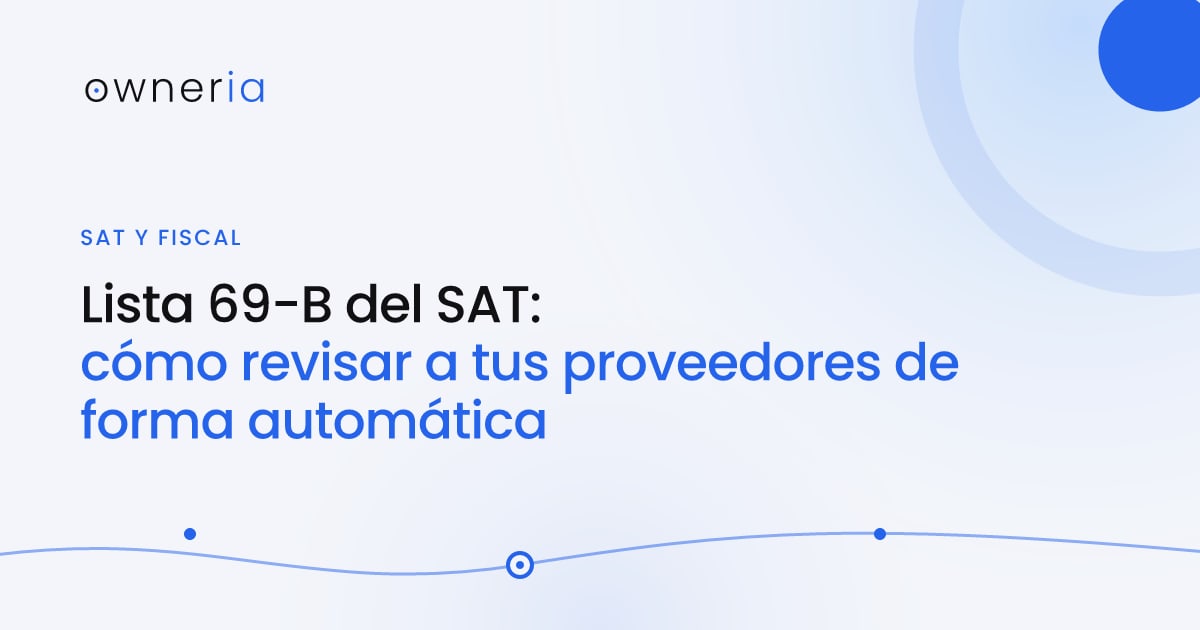 owneria
SAT Y FISCAL
Lista 69-B del SAT:
cómo revisar a tus proveedores de
forma automática